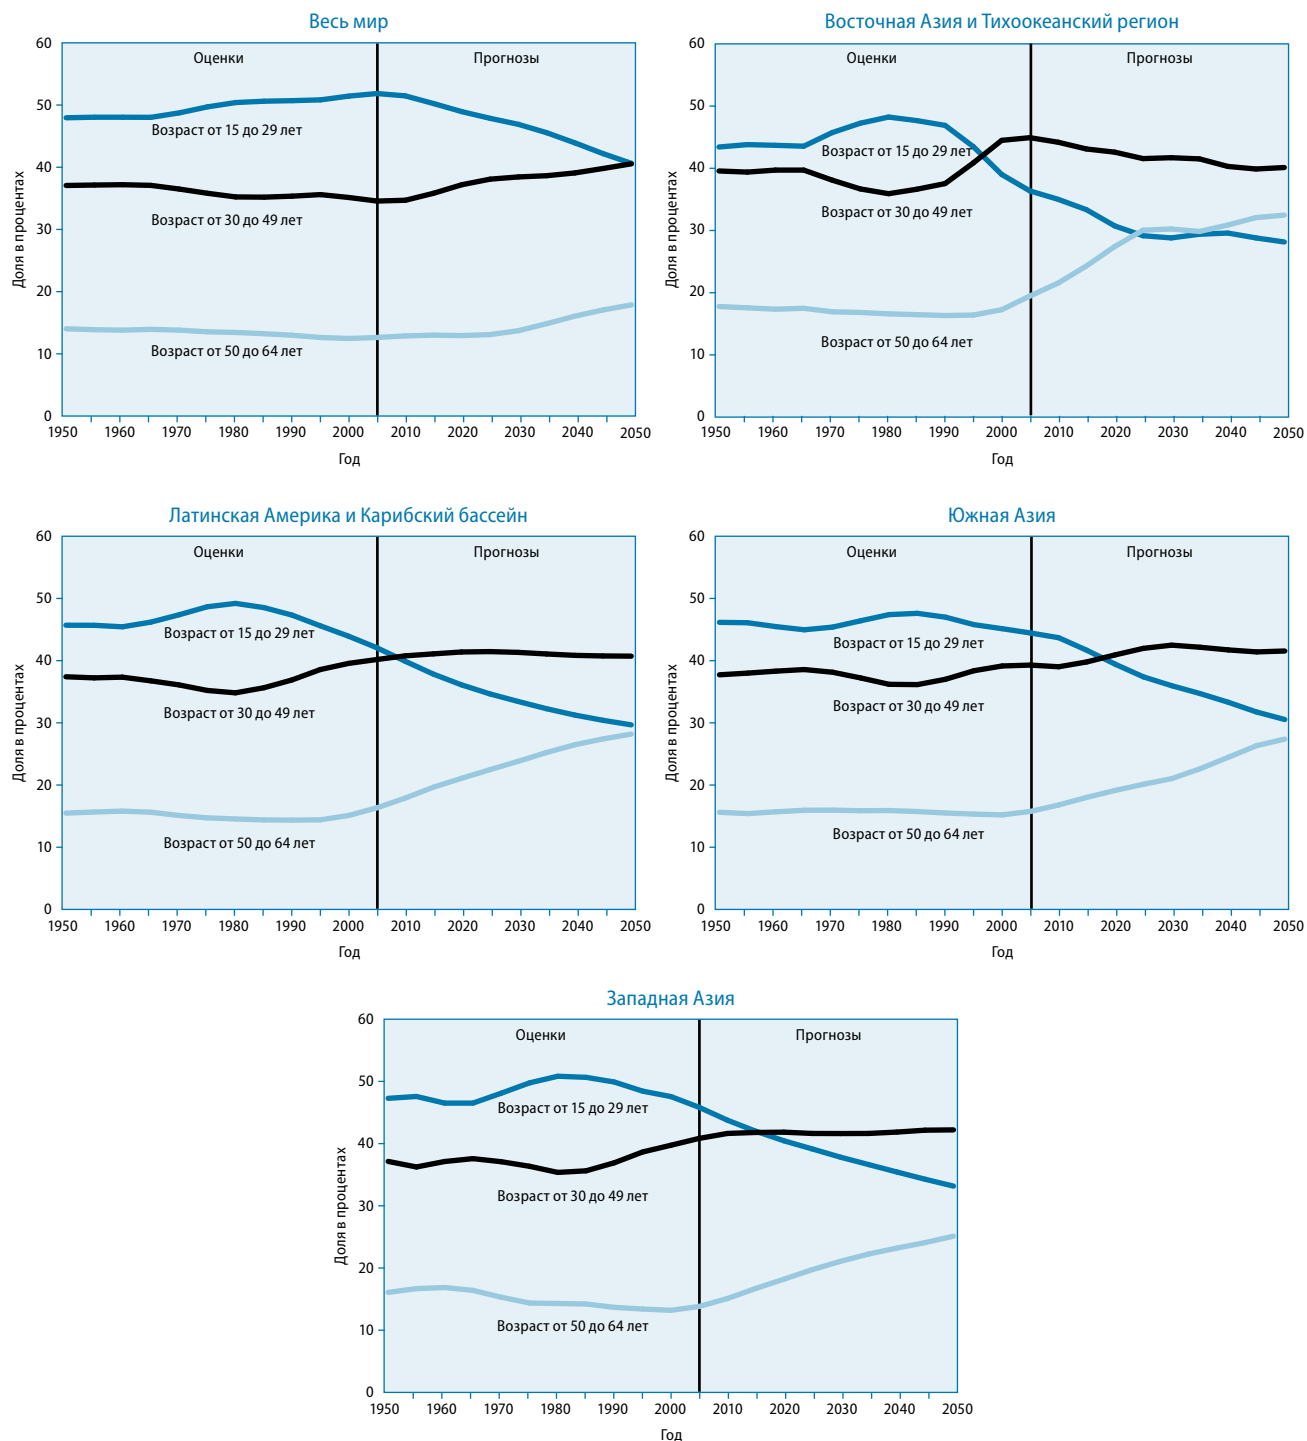 Весь мир
60
50
40
30
20
10
0
Доля в процентах
Оценки
Прогнозы
Возраст от 15 до 29 лет
Возраст от 30 до 49 лет
Возраст от 50 до 64 лет
1950 1960 1970 1980 1990 2000 2010 2020 2030 2040 2050
Год
Восточная Азия и Тихоокеанский регион
60
50
40
30
20
10
0
Доля в процентах
Оценки
Прогнозы
Возраст от 15 до 29 лет
Возраст от 30 до 49 лет
Возраст от 50 до 64 лет
1950 1960 1970 1980 1990 2000 2010 2020 2030 2040 2050
Год
Латинская Америка и Карибский бассейн
60
50
40
30
20
10
0
Доля в процентах
Оценки
Прогнозы
Возраст от 15 до 29 лет
Возраст от 30 до 49 лет
Возраст от 50 до 64 лет
1950 1960 1970 1980 1990 2000 2010 2020 2030 2040 2050
Год
Южная Азия
60
50
40
30
20
10
0
Доля в процентах
Оценки
Прогнозы
Возраст от 15 до 29 лет
Возраст от 30 до 49 лет
Возраст от 50 до 64 лет
1950 1960 1970 1980 1990 2000 2010 2020 2030 2040 2050
Год
Западная Азия
60
50
40
30
20
10
0
Доля в процентах
Оценки
Прогнозы
Возраст от 15 до 29 лет
Возраст от 30 до 49 лет
Возраст от 50 до 64 лет
1950 1960 1970 1980 1990 2000 2010 2020 2030 2040 2050
Год